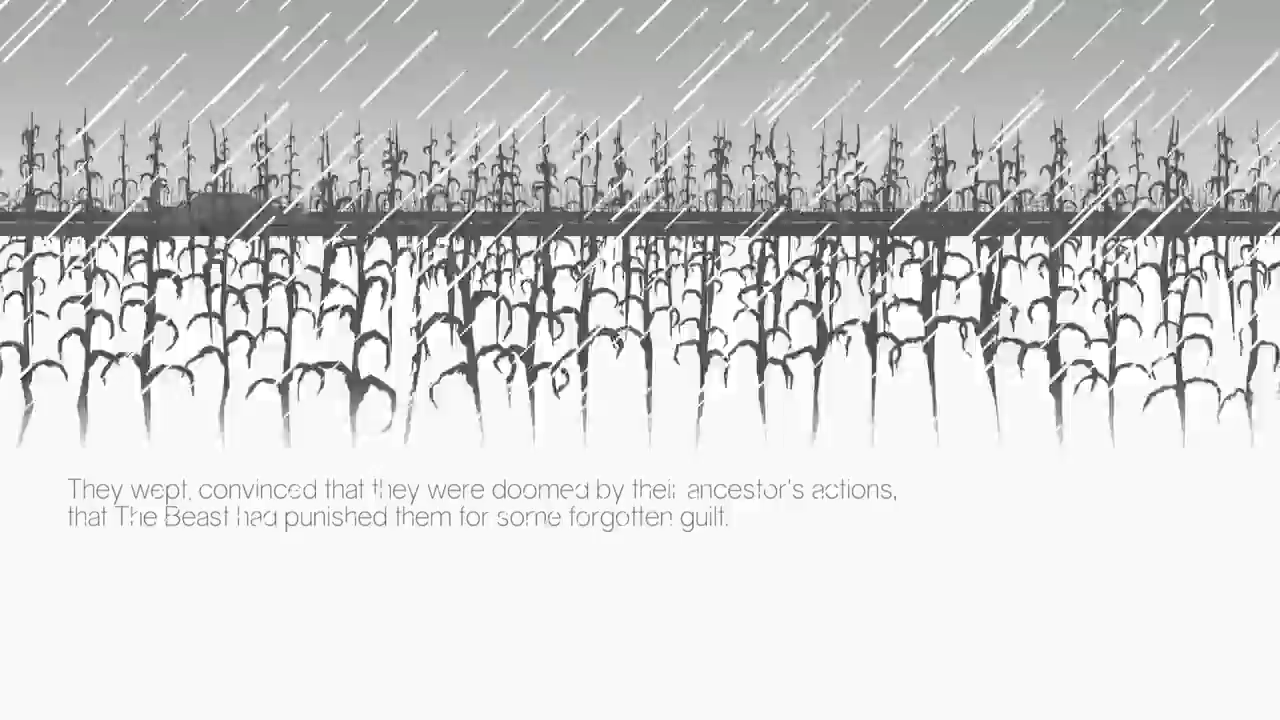 They wept, convinced that they were doomed by their ancestor's actions,
that The Beast had punished them for some forgotten guilt.